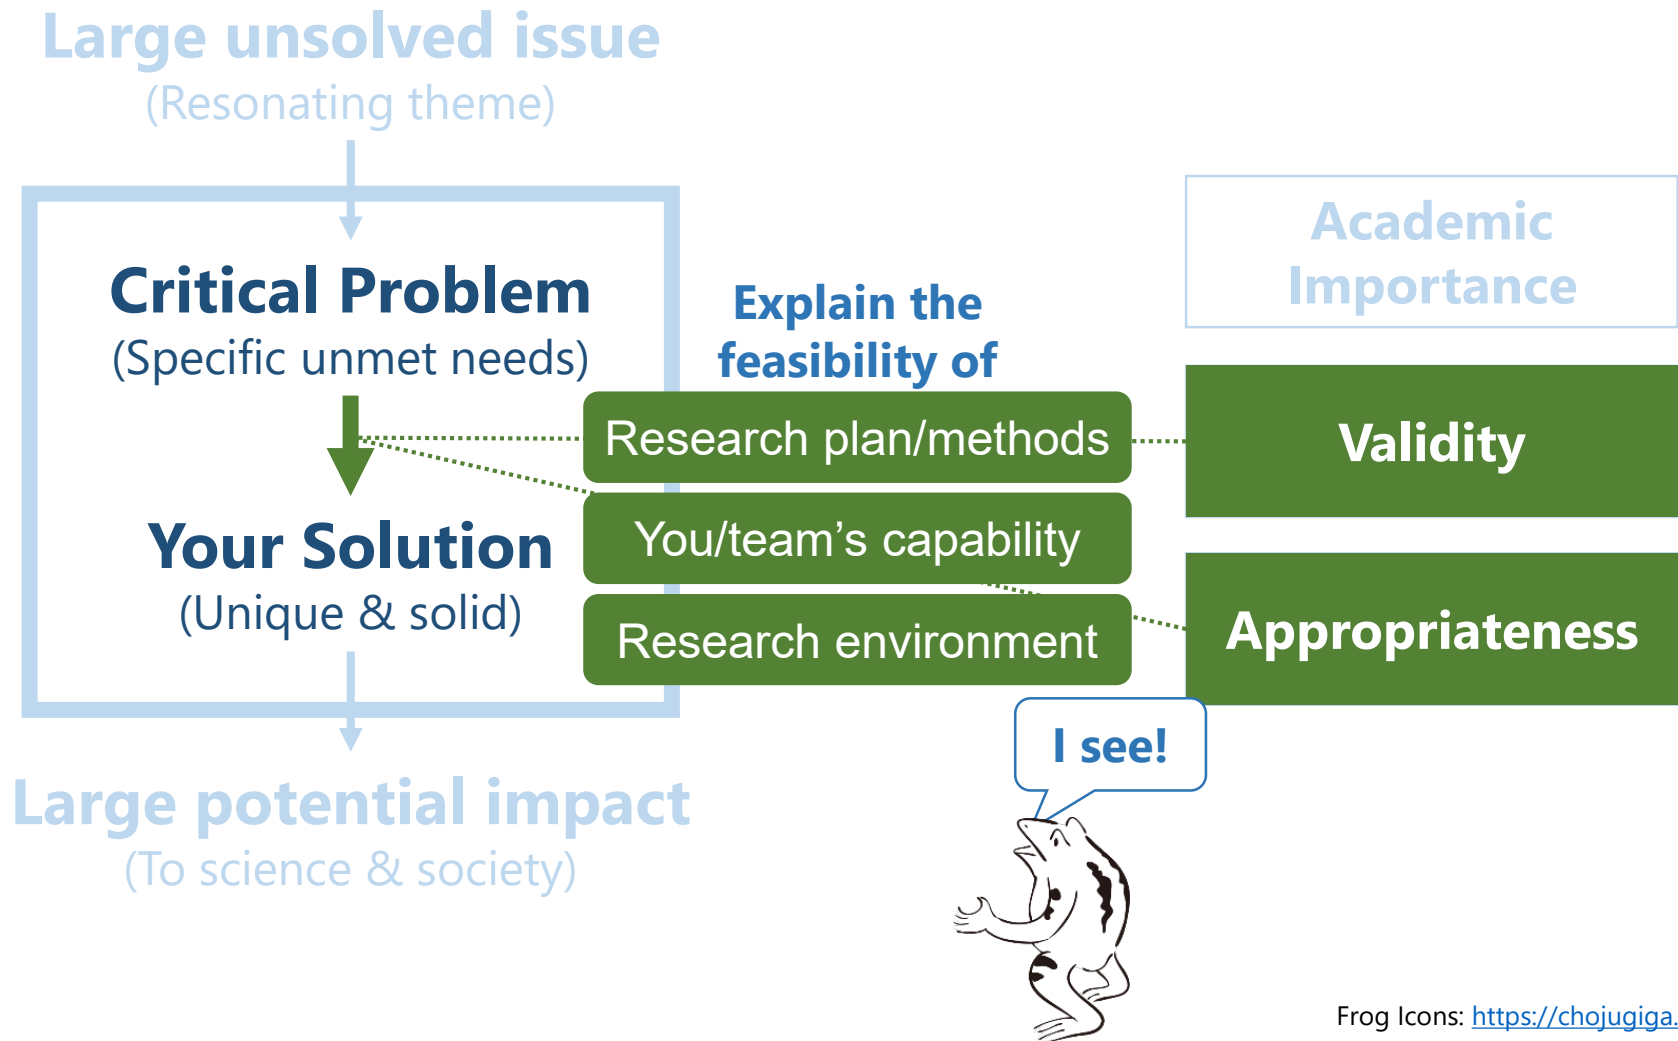 Large unsolved issue
(Resonating theme)
Critical Problem
(Specific unmet needs)
Your Solution
(Unique & solid)
Large potential impact
(To science & society)
Explain the
feasibility of
Research plan/methods
You/team’s capability
Research environment
Academic
Importance
Validity
Appropriateness
I see!
Frog Icons: https://chojugiga.